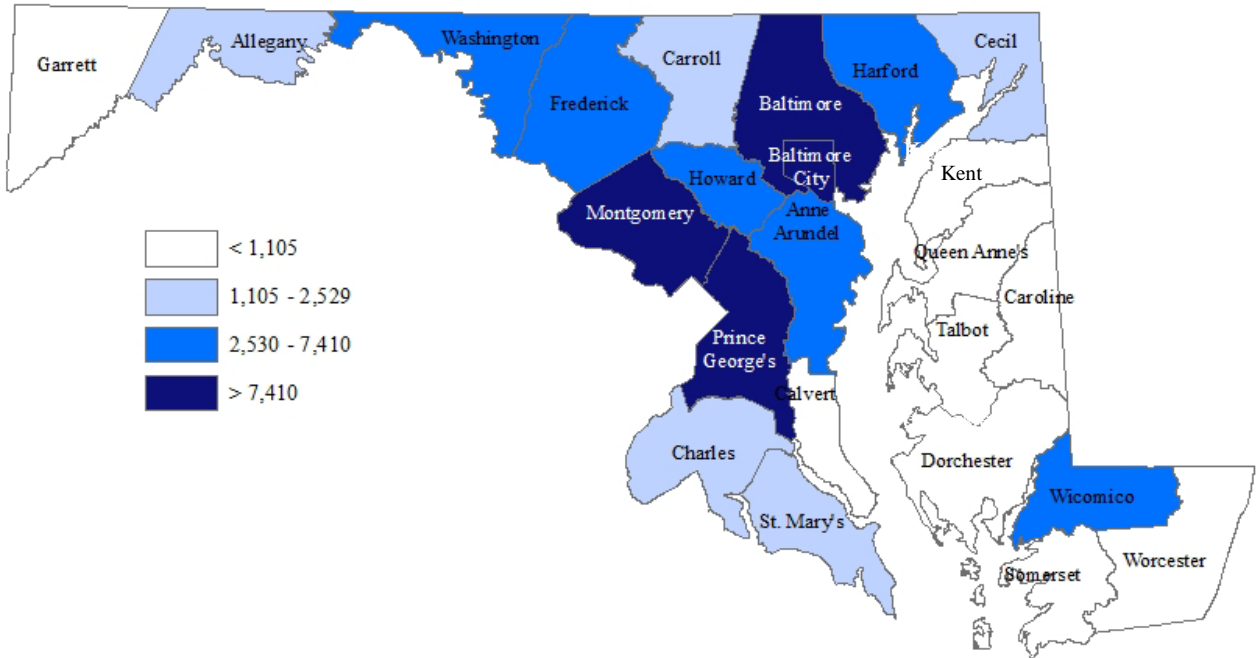 Garrett
Allegany
Washington
Frederick
Carroll
Baltimore
Baltimore
City
Harford
Cecil
Kent
Howard
Montgomery
Anne
Arundel
Queen Anne's
Caroline
Talbot
Prince
George's
Calvert
Charles
St. Mary's
Dorchester
Wicomico
Somerset
Worcester
< 1,105
1,105 - 2,529
2,530 - 7,410
> 7,410